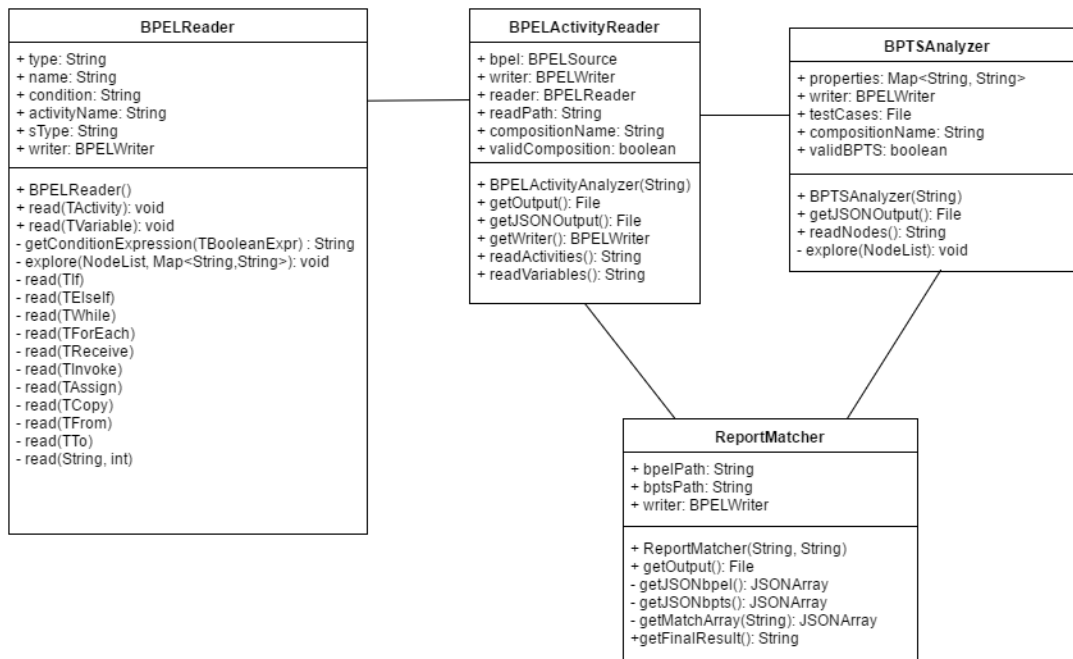 BPELReader
+ type: String
+ name: String
+ condition: String
+ activityName: String
+ sType: String
+ writer: BPELWriter
+ BPELReader()
+ read(TActivity): void
+ read(TVariable): void
- getConditionExpression(TBooleanExpr) : String
- explore(NodeList, Map<String,String>): void
- read(TIf)
- read(TElseIf)
- read(TWhile)
- read(TForEach)
- read(TReceive)
- read(TInvoke)
- read(TAssign)
- read(TCopy)
- read(TFrom)
- read(TTo)
- read(String, int)
BPELActivityReader
+ bpel: BPELSource
+ writer: BPELWriter
+ reader: BPELReader
+ readPath: String
+ compositionName: String
+ validComposition: boolean
+ BPELActivityAnalyzer(String)
+ getOutput(): File
+ getJSONOutput(): File
+ getWriter(): BPELWriter
+ readActivities(): String
+ readVariables(): String
BPTSAnalyzer
+ properties: Map<String, String>
+ writer: BPELWriter
+ testCases: File
+ compositionName: String
+ validBPTS: boolean
+ BPTSAnalyzer(String)
+ getJSONOutput(): File
+ readNodes(): String
- explore(NodeList): void
ReportMatcher
+ bpelPath: String
+ bptsPath: String
+ writer: BPELWriter
+ ReportMatcher(String, String)
+ getOutput(): File
- getJSONbpel(): JSONArray
- getJSONbpts(): JSONArray
- getMatchArray(String): JSONArray
+getFinalResult(): String